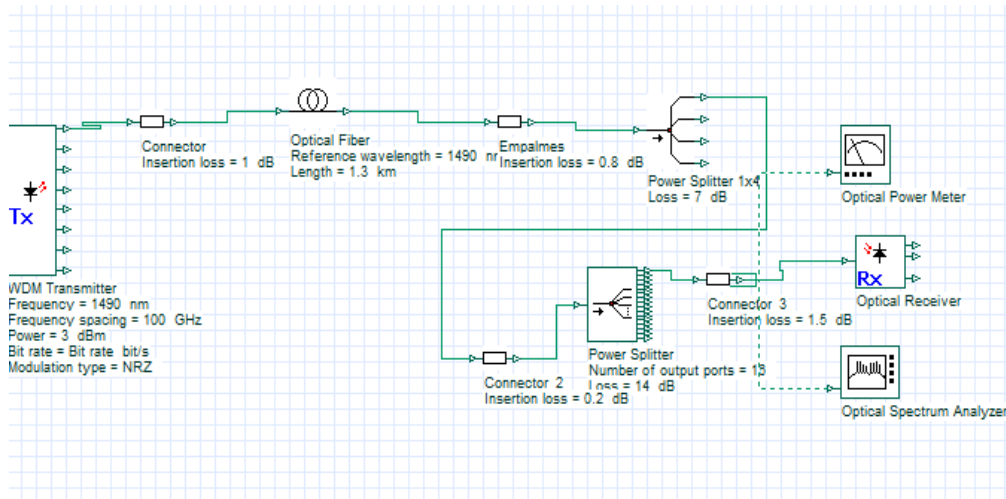 Connector
Insertion loss = 1 dB
Optical Fiber
Reference wavelength = 1490 nr
Length = 1.3 km
Empalmes
Insertion loss = 0.8 dB
Power Splitter 1x4
Loss = 7 dB
Optical Power Meter
Tx
WDM Transmitter
Frequency = 1490 nm
Frequency spacing = 100 GHz
Power = 3 dBm
Bit rate = Bit rate bit/s
Modulation type = NRZ
Rx
Optical Receiver
Connector 3
Insertion loss = 1.5 dB
Power Splitter
Number of output ports = 13
Loss = 14 dB
Connector 2
Insertion loss = 0.2 dB
Optical Spectrum Analyzer